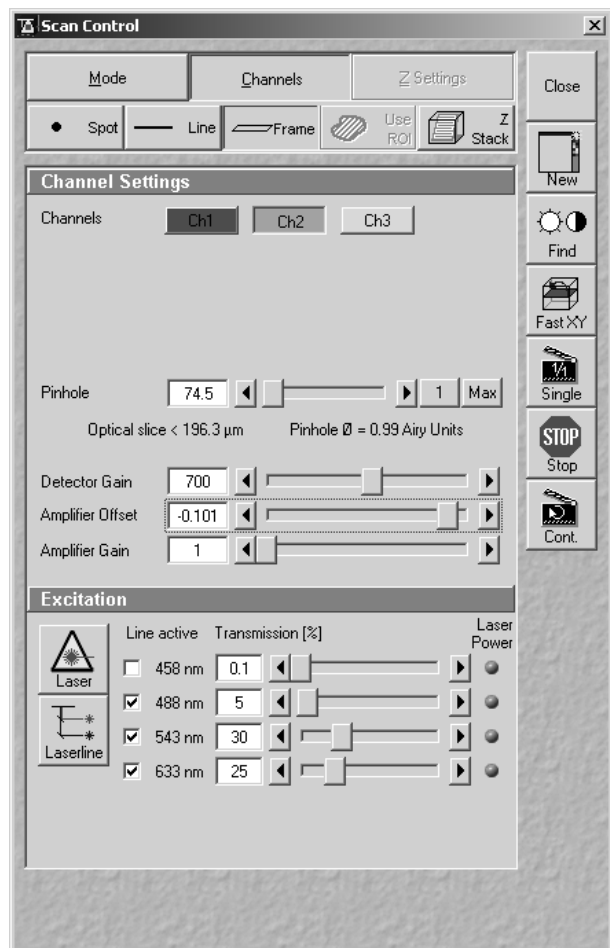 Scan Control
Mode Channels Z Settings
Spot Line Frame Use ROI Z Stack
Channel Settings
Channels Ch1 Ch2 Ch3
Pinhole 74.5 1 Max
Optical slice < 196.3 µm Pinhole Ø = 0.99 Airy Units
Detector Gain 700
Amplifier Offset -0.101
Amplifier Gain 1
Excitation
Line active Transmission [%] Laser Power
Laser
458 nm 0.1
488 nm 5
Laserline
543 nm 30
633 nm 25
Close
New
Find
Fast XY
1/1
Single
STOP
Stop
Cont.